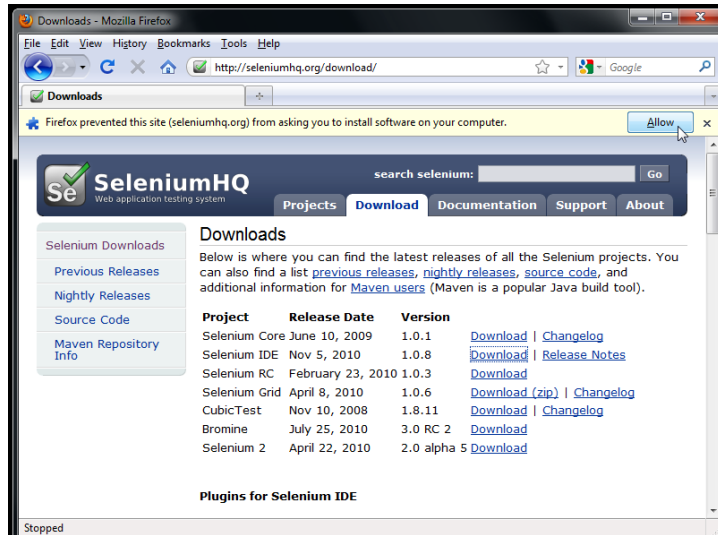 Downloads - Mozilla Firefox
File Edit View History Bookmarks Tools Help
http://seleniumhq.org/download/
Google
Downloads
Firefox prevented this site (seleniumhq.org) from asking you to install software on your computer.
Allow
Se
SeleniumHQ
Web application testing system
search selenium:
Go
Projects Download Documentation Support About
Selenium Downloads
Previous Releases
Nightly Releases
Source Code
Maven Repository
Info
Downloads
Below is where you can find the latest releases of all the Selenium projects. You
can also find a list previous releases, nightly releases, source code, and
additional information for Maven users (Maven is a popular Java build tool).
Project Release Date Version
Selenium Core June 10, 2009 1.0.1 Download | Changelog
Selenium IDE Nov 5, 2010 1.0.8 Download | Release Notes
Selenium RC February 23, 2010 1.0.3 Download
Selenium Grid April 8, 2010 1.0.6 Download (zip) | Changelog
CubicTest Nov 10, 2008 1.8.11 Download | Changelog
Bromine July 25, 2010 3.0 RC 2 Download
Selenium 2 April 22, 2010 2.0 alpha 5 Download
Plugins for Selenium IDE
Stopped